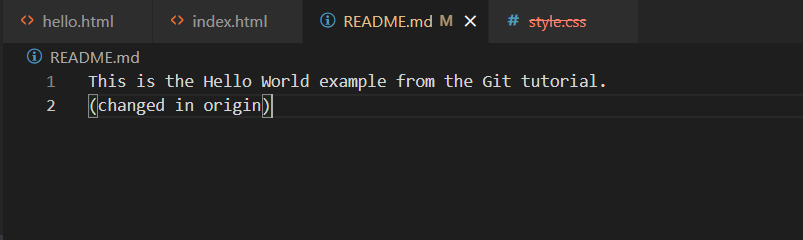 hello.html index.html README.md M style.css
README.md
1 This is the Hello World example from the Git tutorial.
2 (changed in origin)